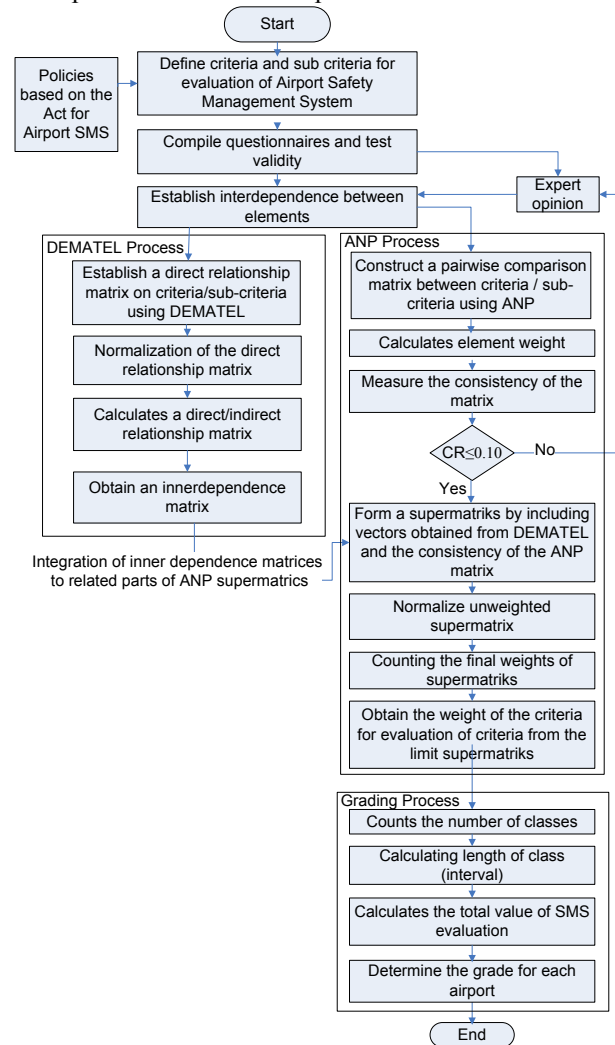 Start
Policies
based on the
Act for
Airport SMS
Define criteria and sub criteria for
evaluation of Airport Safety
Management System
Compile questionnaires and test
validity
Expert
opinion
Establish interdependence between
elements
DEMATEL Process
Establish a direct relationship
matrix on criteria/sub-criteria
using DEMATEL
Normalization of the direct
relationship matrix
Calculates a direct/indirect
relationship matrix
Obtain an innerdependence
matrix
Integration of inner dependence matrices
to related parts of ANP supermatrics
ANP Process
Construct a pairwise comparison
matrix between criteria / sub-
criteria using ANP
Calculates element weight
Measure the consistency of the
matrix
CR≤0.10
No
Yes
Form a supermatriks by including
vectors obtained from DEMATEL
and the consistency of the ANP
matrix
Normalize unweighted
supermatrix
Counting the final weights of
supermatriks
Obtain the weight of the criteria
for evaluation of criteria from the
limit supermatriks
Grading Process
Counts the number of classes
Calculating length of class
(interval)
Calculates the total value of SMS
evaluation
Determine the grade for each
airport
End